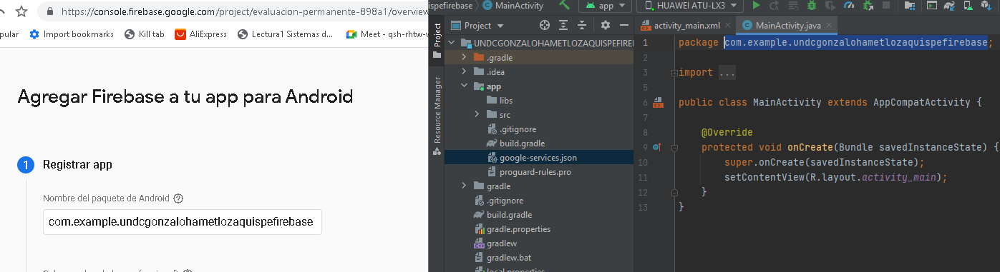 https://console.firebase.google.com/project/evaluacion-permanente-898a1/overview
pular
Import bookmarks
Kill tab
AliExpress
Lectura1 Sistemas d...
Meet - qsh-rhtw-v
Agregar Firebase a tu app para Android
1 Registrar app
Nombre del paquete de Android
com.example.undcgonzalohametlozaquispefirebase
ispefirebase
MainActivity
app
HUAWEI ATU-LX3
Project
Resource Manager
Project
UNDCGONZALOHAMETLOZAQUISPEFIRE
.gradle
.idea
app
libs
src
.gitignore
build.gradle
google-services.json
proguard-rules.pro
gradle
.gitignore
build.gradle
gradle.properties
gradlew
gradlew.bat
local.properties
activity_main.xml
MainActivity.java
1 package com.example.undcgonzalohametlozaquispefirebase;
2
3 import ...
5
6 public class MainActivity extends AppCompatActivity {
7
8 @Override
9 protected void onCreate(Bundle savedInstanceState) {
10 super.onCreate(savedInstanceState);
11 setContentView(R.layout.activity_main);
12 }
13 }